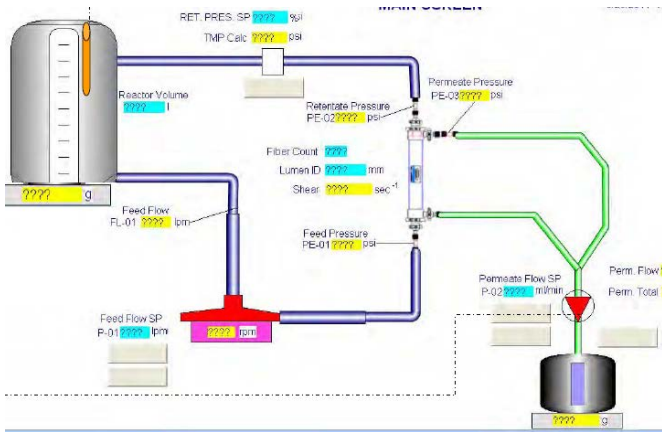 MAIN SCREEN
RET. PRES. SP ???? %si
TMP Calc ???? psi
Reactor Volume
???? l
Permeate Pressure
PE-03???? psi
Retentate Pressure
PE-02???? psi
Fiber Count ????
Lumen ID ???? mm
Shear ???? sec-1
???? g
Feed Flow
FL-01 ???? lpm
Feed Pressure
PE-01???? psi
Permeate Flow SP
P-02???? ml/min
Perm. Flow
Perm. Total
Feed Flow SP
P-01???? lpm
???? rpm
???? g